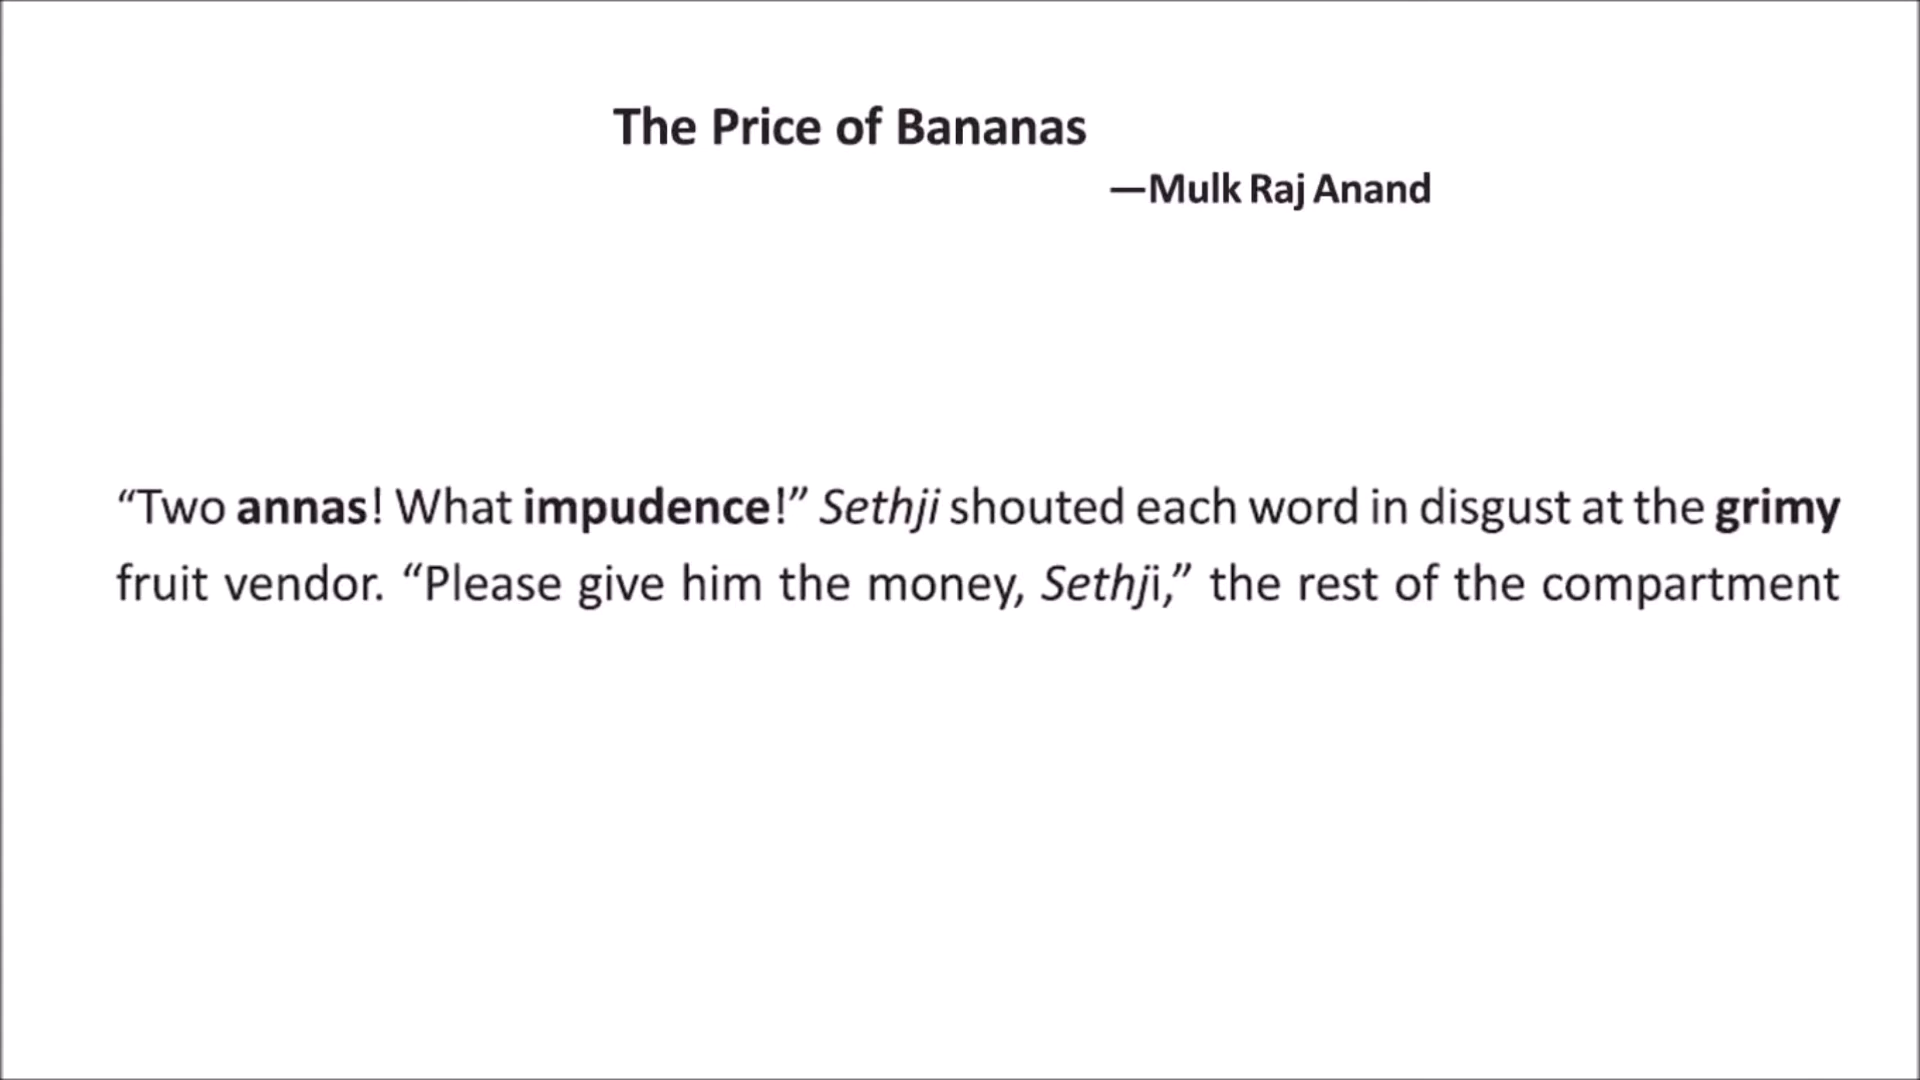 The Price of Bananas
—Mulk Raj Anand
“Two annas! What impudence!” Sethji shouted each word in disgust at the grimy
fruit vendor. “Please give him the money, Sethji,” the rest of the compartment